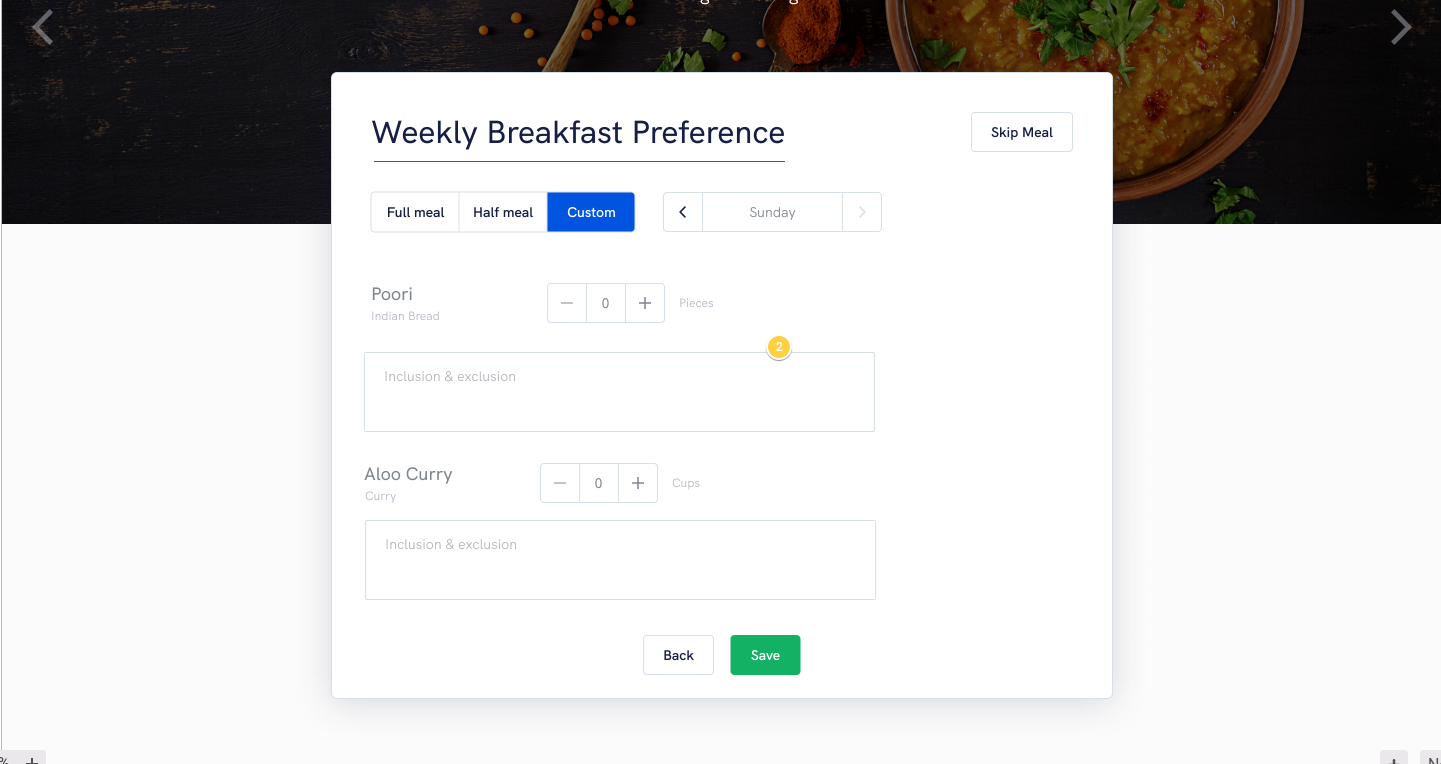 Weekly Breakfast Preference
Skip Meal
Full meal
Half meal
Custom
Sunday
Poori
Indian Bread
0
Pieces
2
Inclusion & exclusion
Aloo Curry
Curry
0
Cups
Inclusion & exclusion
Back
Save